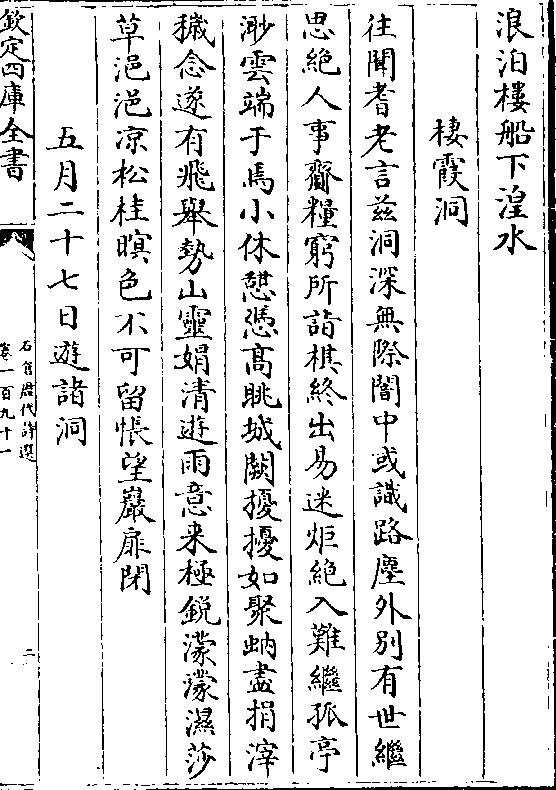 浪泊樓船下湟水
棲霞洞
往聞耆老言茲洞深無際闇中或識路塵外別有世繼
思絶人事齎糧窮所詣棋終出易迷炬絶入難繼孤亭
渺雲端于焉小休憇憑高眺城闕擾擾如聚蚋盡捐滓
穢念遂有飛舉勢山靈娟清遊雨意来極銳濛濛濕莎
草浥浥凉松桂暝色不可留悵望巖扉閉
五月二十七日遊諸洞
欽定四庫全書
石倉歴代詩選
卷一百九十一
二